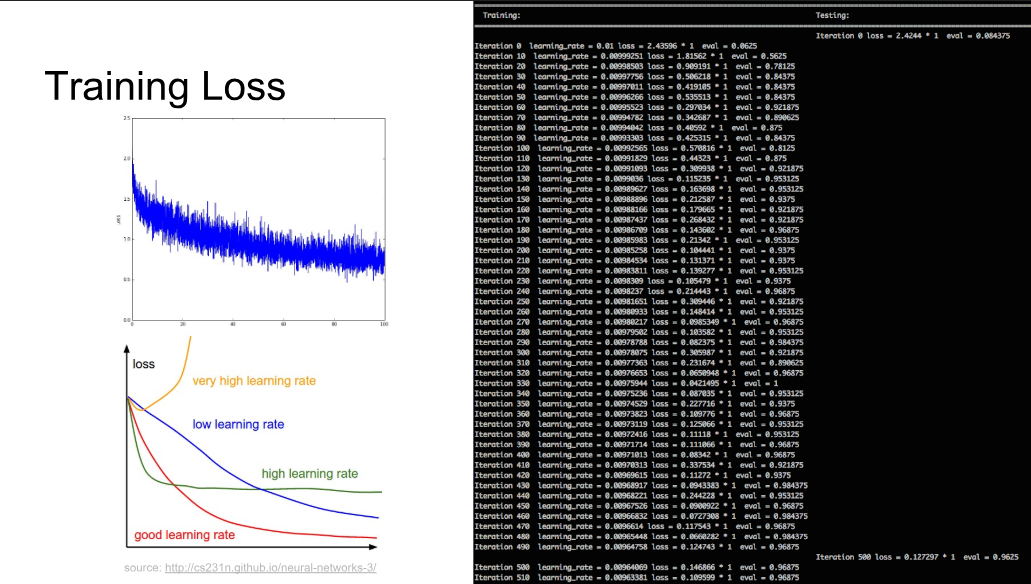 Training Loss
2.5
2.0
1.5
1.0
0.5
0.0
0
20
40
60
80
100
loss
very high learning rate
low learning rate
high learning rate
good learning rate
source: http://cs231n.github.io/neural-networks-3/
Training: Testing:
Iteration 0 loss = 2.4244 * 1 eval = 0.084375
Iteration 0 learning_rate = 0.01 loss = 2.43596 * 1 eval = 0.0625
Iteration 10 learning_rate = 0.00999251 loss = 1.81562 * 1 eval = 0.5625
Iteration 20 learning_rate = 0.00998503 loss = 0.909191 * 1 eval = 0.78125
Iteration 30 learning_rate = 0.00997756 loss = 0.506218 * 1 eval = 0.84375
Iteration 40 learning_rate = 0.00997011 loss = 0.419105 * 1 eval = 0.84375
Iteration 50 learning_rate = 0.00996266 loss = 0.535513 * 1 eval = 0.84375
Iteration 60 learning_rate = 0.00995523 loss = 0.297034 * 1 eval = 0.921875
Iteration 70 learning_rate = 0.00994782 loss = 0.342687 * 1 eval = 0.890625
Iteration 80 learning_rate = 0.00994042 loss = 0.40592 * 1 eval = 0.875
Iteration 90 learning_rate = 0.00993303 loss = 0.425315 * 1 eval = 0.84375
Iteration 100 learning_rate = 0.00992565 loss = 0.570816 * 1 eval = 0.8125
Iteration 110 learning_rate = 0.00991829 loss = 0.44323 * 1 eval = 0.875
Iteration 120 learning_rate = 0.00991093 loss = 0.309938 * 1 eval = 0.921875
Iteration 130 learning_rate = 0.0099036 loss = 0.115235 * 1 eval = 0.953125
Iteration 140 learning_rate = 0.00989627 loss = 0.163698 * 1 eval = 0.953125
Iteration 150 learning_rate = 0.00988896 loss = 0.212587 * 1 eval = 0.9375
Iteration 160 learning_rate = 0.00988166 loss = 0.179665 * 1 eval = 0.921875
Iteration 170 learning_rate = 0.00987437 loss = 0.268432 * 1 eval = 0.921875
Iteration 180 learning_rate = 0.00986709 loss = 0.143602 * 1 eval = 0.96875
Iteration 190 learning_rate = 0.00985983 loss = 0.21342 * 1 eval = 0.953125
Iteration 200 learning_rate = 0.00985258 loss = 0.104441 * 1 eval = 0.9375
Iteration 210 learning_rate = 0.00984534 loss = 0.131371 * 1 eval = 0.9375
Iteration 220 learning_rate = 0.00983811 loss = 0.139277 * 1 eval = 0.953125
Iteration 230 learning_rate = 0.0098309 loss = 0.105479 * 1 eval = 0.9375
Iteration 240 learning_rate = 0.0098237 loss = 0.214443 * 1 eval = 0.96875
Iteration 250 learning_rate = 0.00981651 loss = 0.309446 * 1 eval = 0.921875
Iteration 260 learning_rate = 0.00980933 loss = 0.148414 * 1 eval = 0.953125
Iteration 270 learning_rate = 0.00980217 loss = 0.0985349 * 1 eval = 0.96875
Iteration 280 learning_rate = 0.00979502 loss = 0.103582 * 1 eval = 0.953125
Iteration 290 learning_rate = 0.00978788 loss = 0.082375 * 1 eval = 0.984375
Iteration 300 learning_rate = 0.00978075 loss = 0.305987 * 1 eval = 0.921875
Iteration 310 learning_rate = 0.00977363 loss = 0.231674 * 1 eval = 0.890625
Iteration 320 learning_rate = 0.00976653 loss = 0.0650948 * 1 eval = 0.96875
Iteration 330 learning_rate = 0.00975944 loss = 0.0421495 * 1 eval = 1
Iteration 340 learning_rate = 0.00975236 loss = 0.087035 * 1 eval = 0.953125
Iteration 350 learning_rate = 0.00974529 loss = 0.227716 * 1 eval = 0.9375
Iteration 360 learning_rate = 0.00973823 loss = 0.109776 * 1 eval = 0.96875
Iteration 370 learning_rate = 0.00973119 loss = 0.125066 * 1 eval = 0.953125
Iteration 380 learning_rate = 0.00972416 loss = 0.11118 * 1 eval = 0.953125
Iteration 390 learning_rate = 0.00971714 loss = 0.111066 * 1 eval = 0.96875
Iteration 400 learning_rate = 0.00971013 loss = 0.08342 * 1 eval = 0.96875
Iteration 410 learning_rate = 0.00970313 loss = 0.337534 * 1 eval = 0.921875
Iteration 420 learning_rate = 0.00969615 loss = 0.11272 * 1 eval = 0.9375
Iteration 430 learning_rate = 0.00968917 loss = 0.0943383 * 1 eval = 0.984375
Iteration 440 learning_rate = 0.00968221 loss = 0.244228 * 1 eval = 0.953125
Iteration 450 learning_rate = 0.00967526 loss = 0.0900922 * 1 eval = 0.96875
Iteration 460 learning_rate = 0.00966832 loss = 0.0727308 * 1 eval = 0.984375
Iteration 470 learning_rate = 0.0096614 loss = 0.117543 * 1 eval = 0.96875
Iteration 480 learning_rate = 0.00965448 loss = 0.0660282 * 1 eval = 0.984375
Iteration 490 learning_rate = 0.00964758 loss = 0.124743 * 1 eval = 0.96875
Iteration 500 loss = 0.127297 * 1 eval = 0.9625
Iteration 500 learning_rate = 0.00964069 loss = 0.146866 * 1 eval = 0.96875
Iteration 510 learning_rate = 0.00963381 loss = 0.109599 * 1 eval = 0.96875